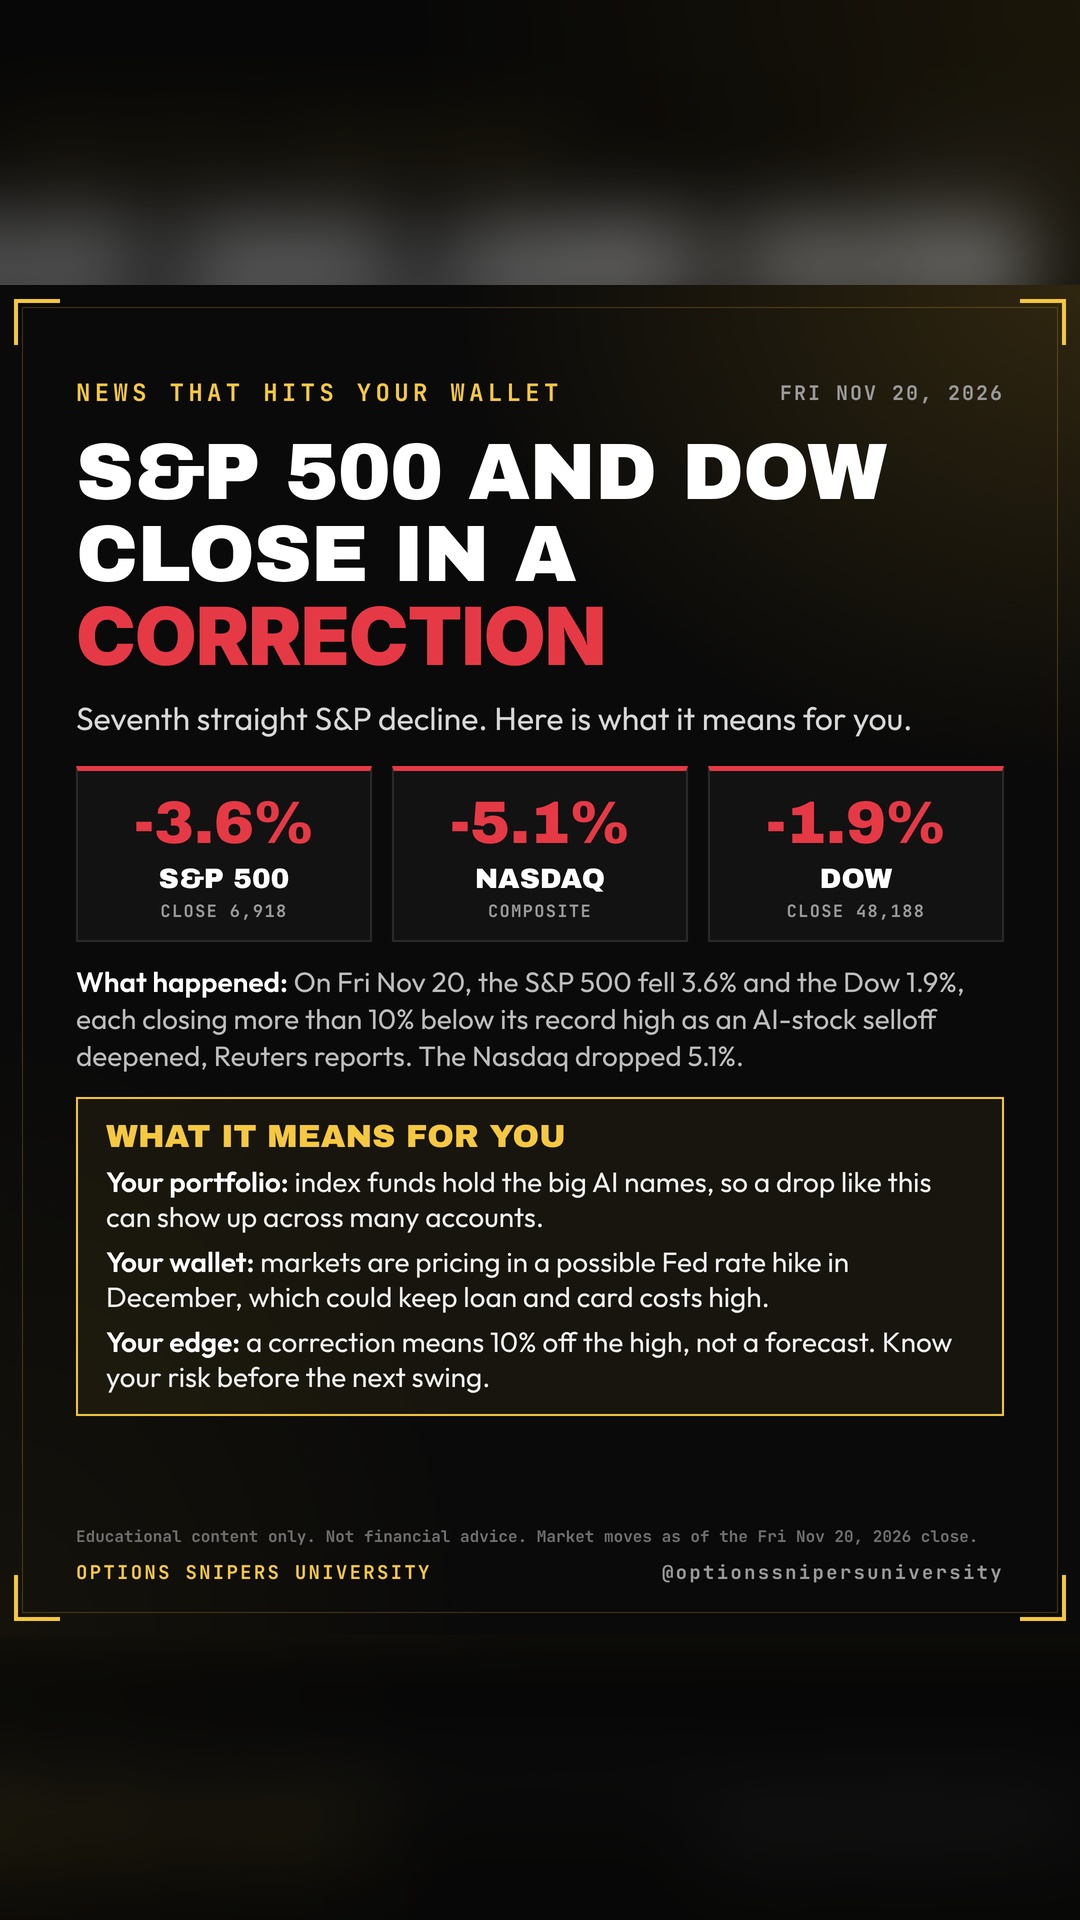 NEWS THAT HITS YOUR WALLET
FRI NOV 20, 2026
S&P 500 AND DOW
CLOSE IN A
CORRECTION
Seventh straight S&P decline. Here is what it means for you.
-3.6%
S&P 500
CLOSE 6,918
-5.1%
NASDAQ
COMPOSITE
-1.9%
DOW
CLOSE 48,188
What happened: On Fri Nov 20, the S&P 500 fell 3.6% and the Dow 1.9%,
each closing more than 10% below its record high as an AI-stock selloff
deepened, Reuters reports. The Nasdaq dropped 5.1%.
WHAT IT MEANS FOR YOU
Your portfolio: index funds hold the big AI names, so a drop like this
can show up across many accounts.
Your wallet: markets are pricing in a possible Fed rate hike in
December, which could keep loan and card costs high.
Your edge: a correction means 10% off the high, not a forecast. Know
your risk before the next swing.
Educational content only. Not financial advice. Market moves as of the Fri Nov 20, 2026 close.
OPTIONS SNIPERS UNIVERSITY
@optionssnipersuniversity